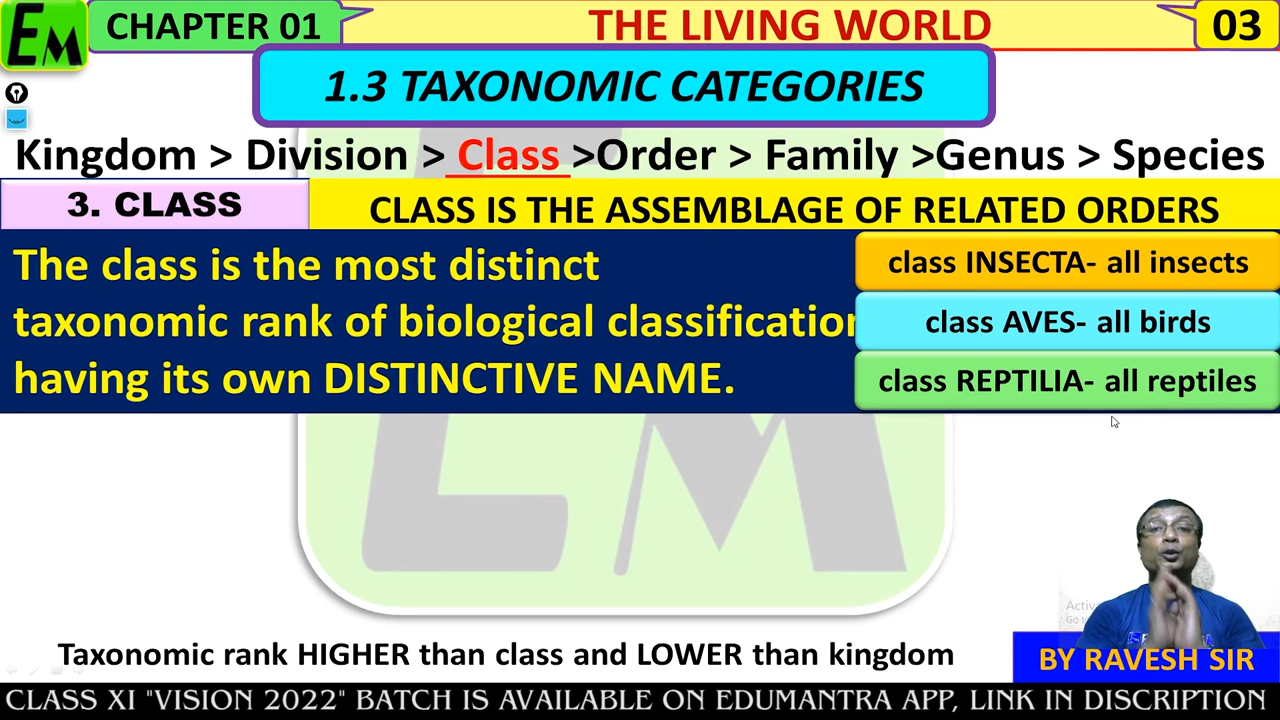 EM
CHAPTER 01
THE LIVING WORLD
03
1.3 TAXONOMIC CATEGORIES
Kingdom > Division > Class >Order > Family >Genus > Species
3. CLASS
CLASS IS THE ASSEMBLAGE OF RELATED ORDERS
The class is the most distinct
taxonomic rank of biological classification
having its own DISTINCTIVE NAME.
class INSECTA- all insects
class AVES- all birds
class REPTILIA- all reptiles
EM
Taxonomic rank HIGHER than class and LOWER than kingdom
BY RAVESH SIR
CLASS XI "VISION 2022" BATCH IS AVAILABLE ON EDUMANTRA APP, LINK IN DISCRIPTION